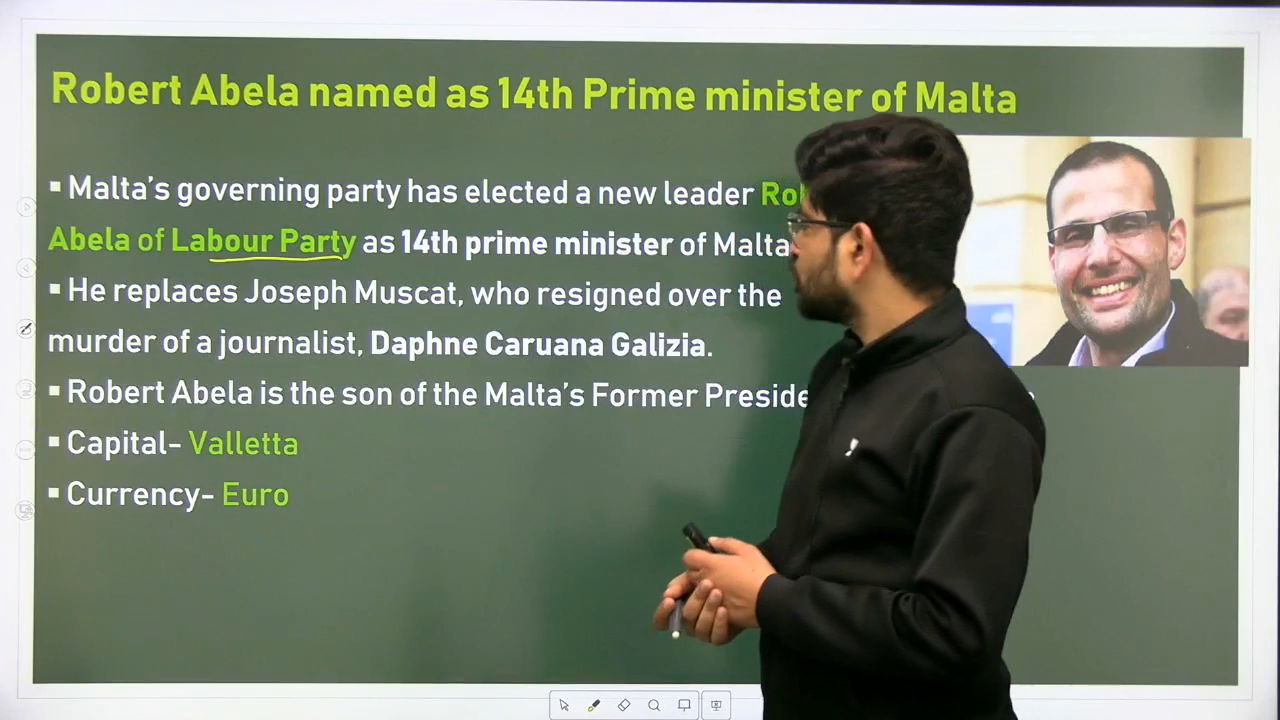 Robert Abela named as 14th Prime minister of Malta
▪ Malta's governing party has elected a new leader
Abela of Labour Party as 14th prime minister of Malta
▪ He replaces Joseph Muscat, who resigned over the
murder of a journalist, Daphne Caruana Galizia.
▪ Robert Abela is the son of the Malta's Former
▪ Capital- Valletta
▪ Currency- Euro